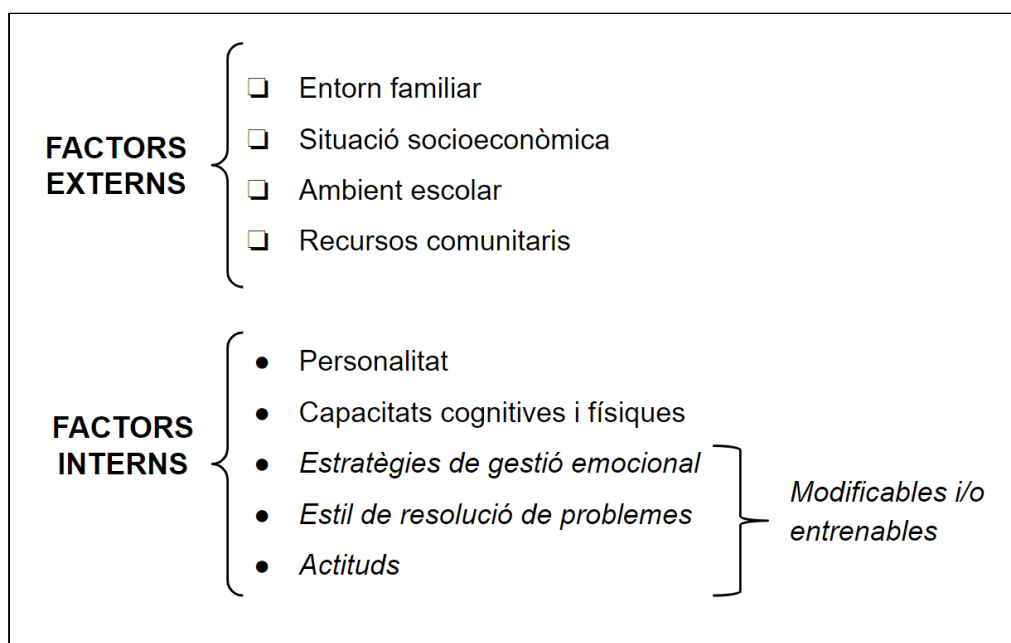 FACTORS
EXTERNS
Entorn familiar
Situació socioeconòmica
Ambient escolar
Recursos comunitaris
FACTORS
INTERNS
Personalitat
Capacitats cognitives i físiques
Estratègies de gestió emocional
Estil de resolució de problemes
Actituds
Modificables i/o
entrenables